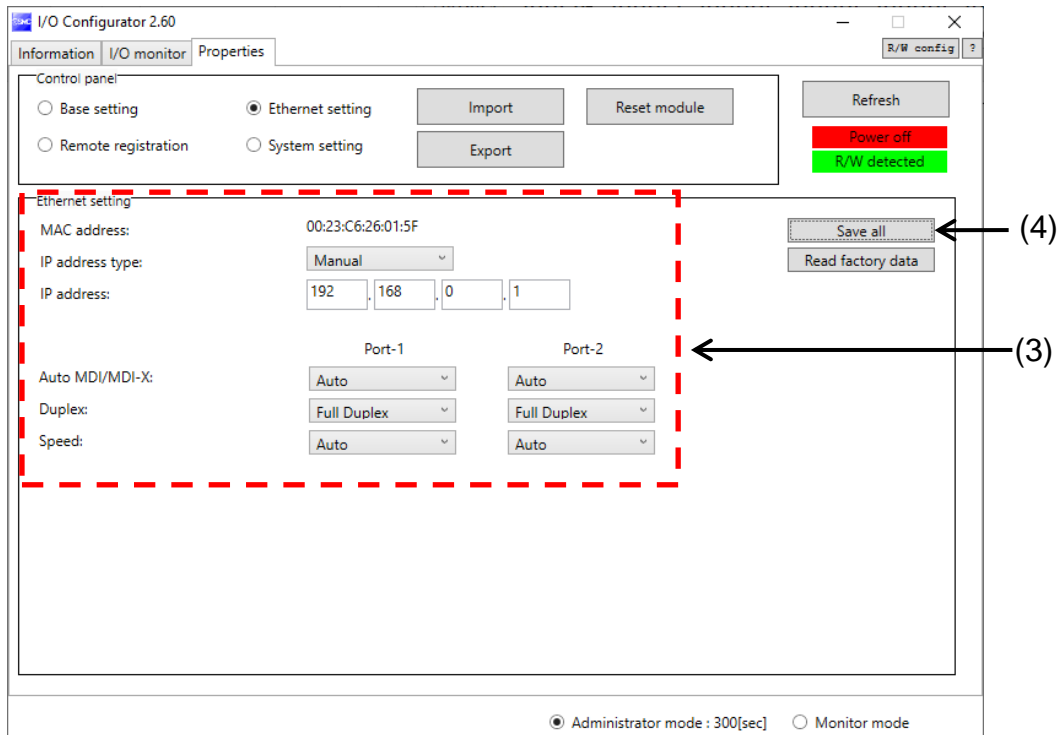 I/O Configurator 2.60
Information I/O monitor Properties R/W config ?
Control panel
Base setting Ethernet setting Import Reset module Refresh
Remote registration System setting Export Power off
R/W detected
Ethernet setting
MAC address: 00:23:C6:26:01:5F Save all (4)
IP address type: Manual Read factory data
IP address: 192 . 168 . 0 . 1
Port-1 Port-2 (3)
Auto MDI/MDI-X: Auto Auto
Duplex: Full Duplex Full Duplex
Speed: Auto Auto
Administrator mode : 300[sec] Monitor mode